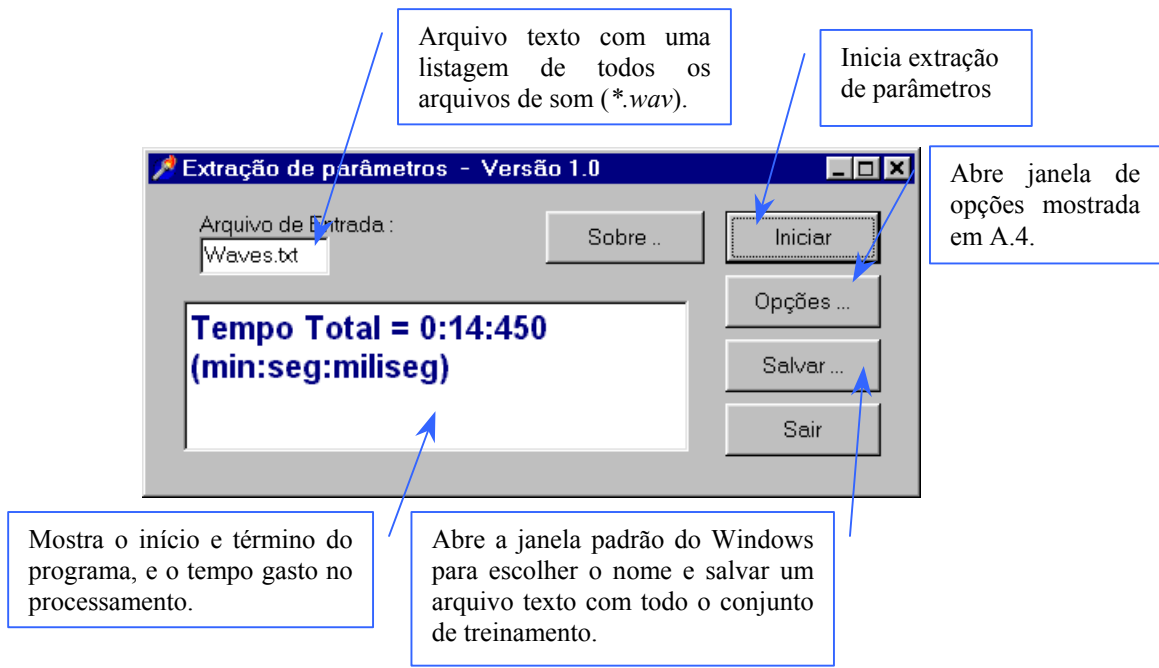 Arquivo texto com uma
listagem de todos os
arquivos de som (*.wav).
Inicia extração
de parâmetros
Extração de parâmetros - Versão 1.0
Abre janela de
opções mostrada
em A.4.
Arquivo de Entrada :
Waves.txt
Sobre ..
Iniciar
Opções ...
Tempo Total = 0:14:450
(min:seg:miliseg)
Salvar ...
Sair
Mostra o início e término do
programa, e o tempo gasto no
processamento.
Abre a janela padrão do Windows
para escolher o nome e salvar um
arquivo texto com todo o conjunto
de treinamento.